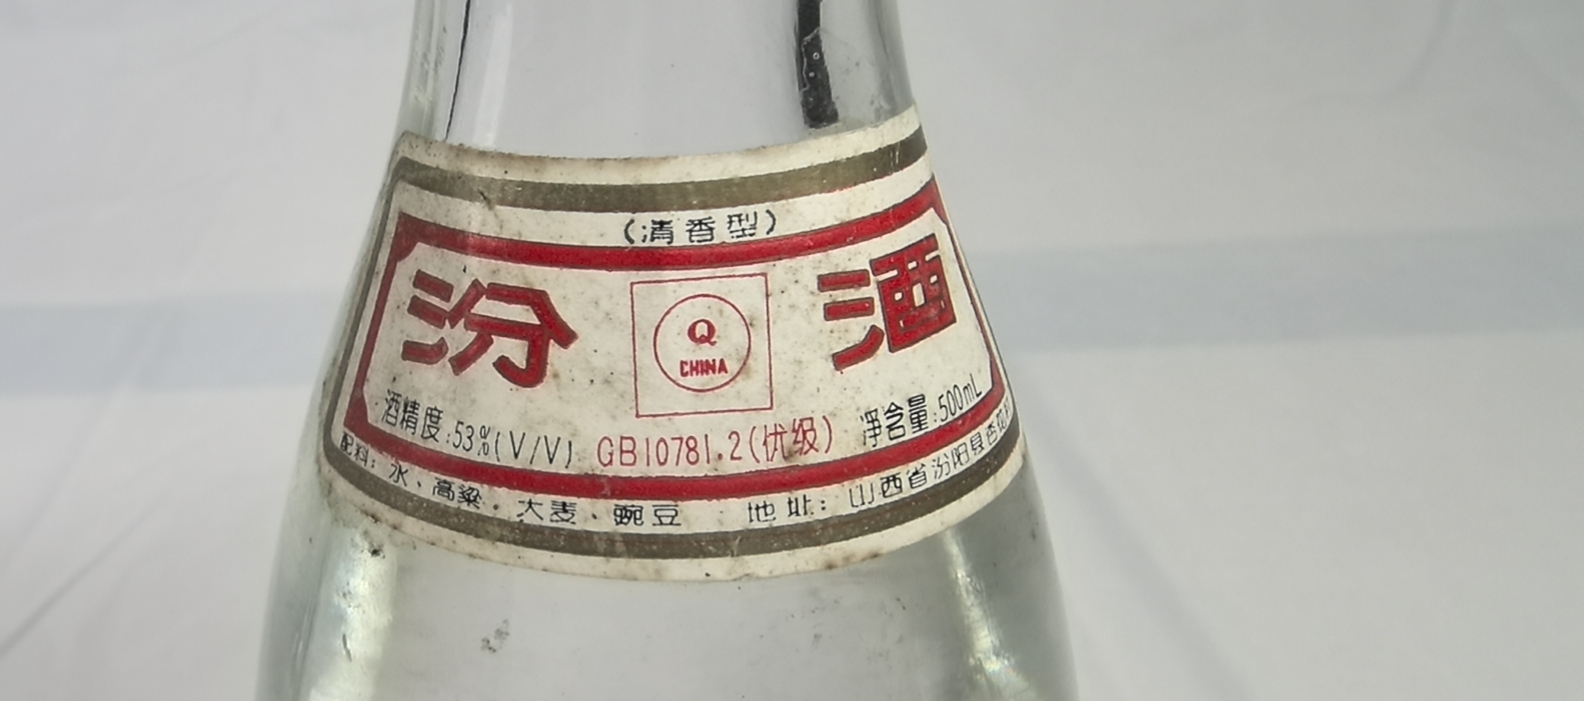 (清香型)
汾酒
Q
CHINA
酒精度:53%(V/V) GB10781.2(优级) 净含量:500mL
配料:水·高粱·大麦·豌豆 地址:山西省汾阳县杏